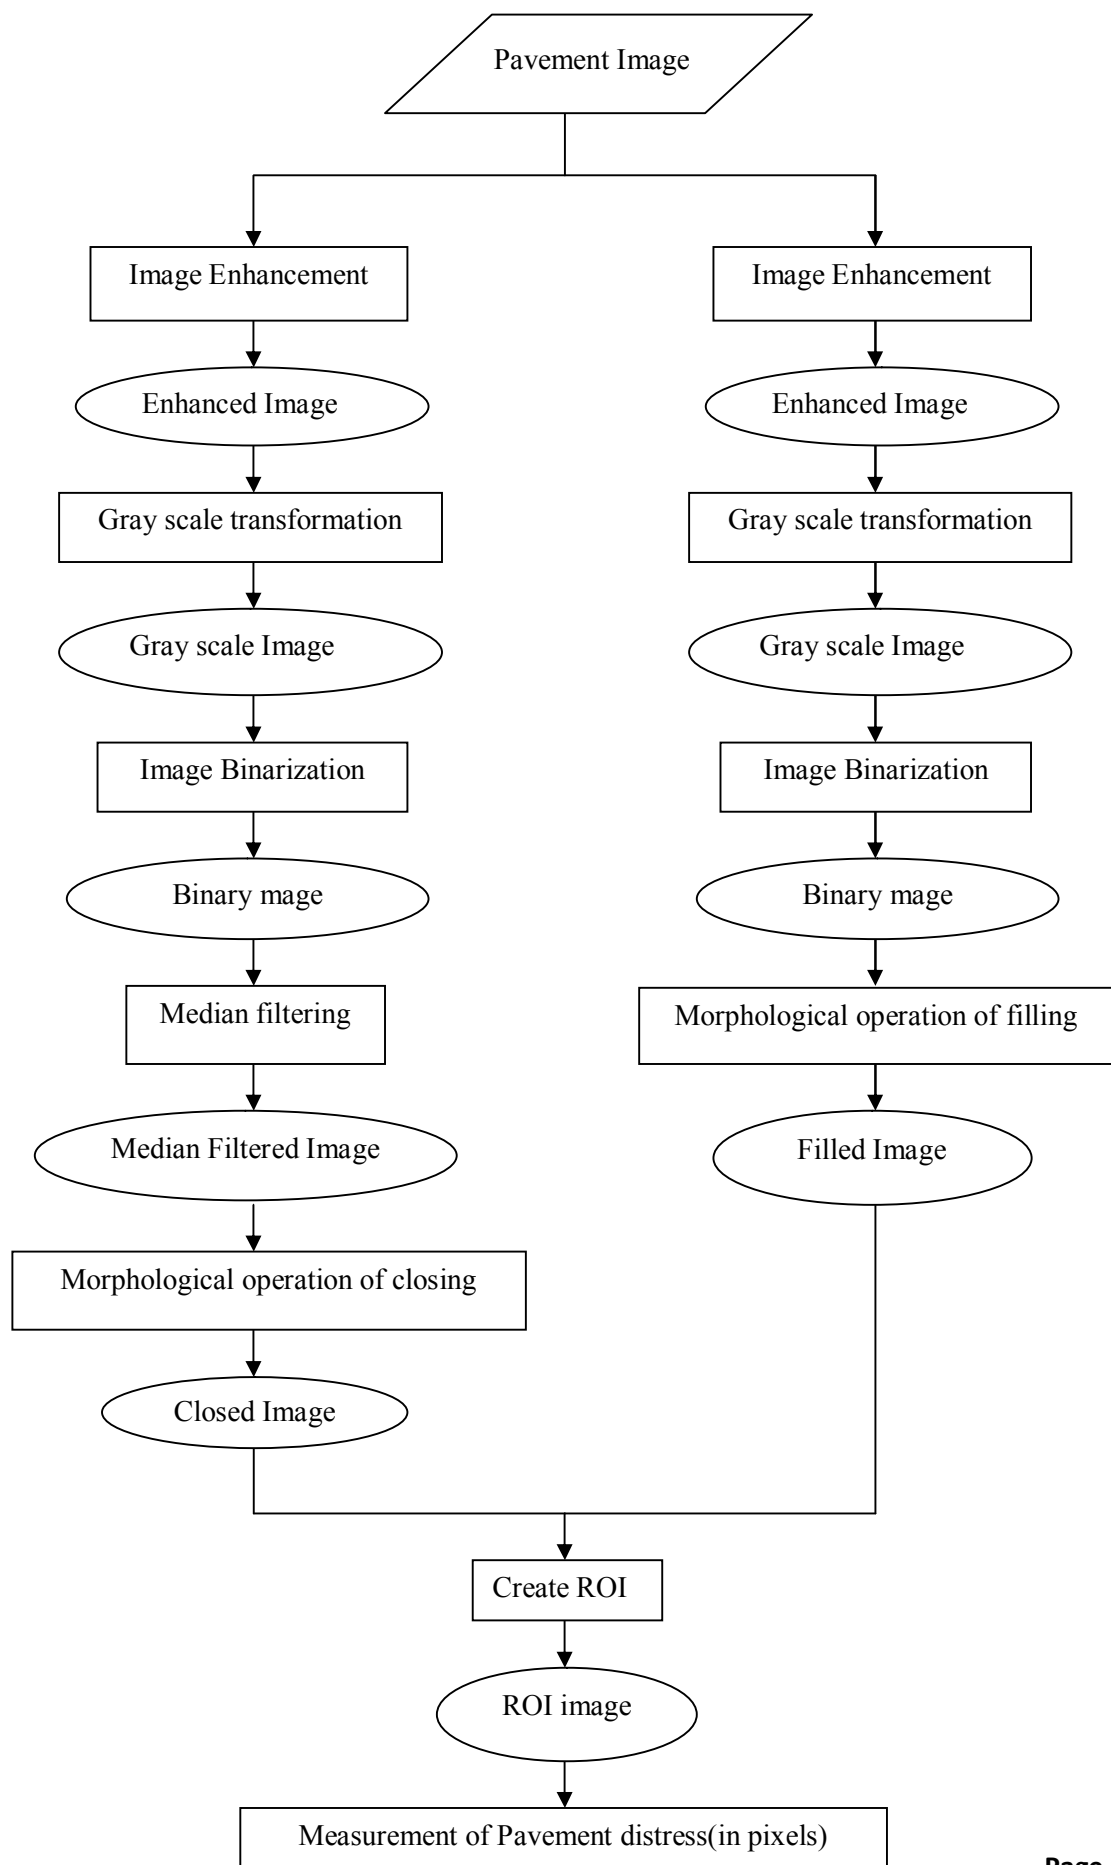 Pavement Image
Image Enhancement
Image Enhancement
Enhanced Image
Enhanced Image
Gray scale transformation
Gray scale transformation
Gray scale Image
Gray scale Image
Image Binarization
Image Binarization
Binary mage
Binary mage
Median filtering
Morphological operation of filling
Median Filtered Image
Filled Image
Morphological operation of closing
Closed Image
Create ROI
ROI image
Measurement of Pavement distress(in pixels)
Page